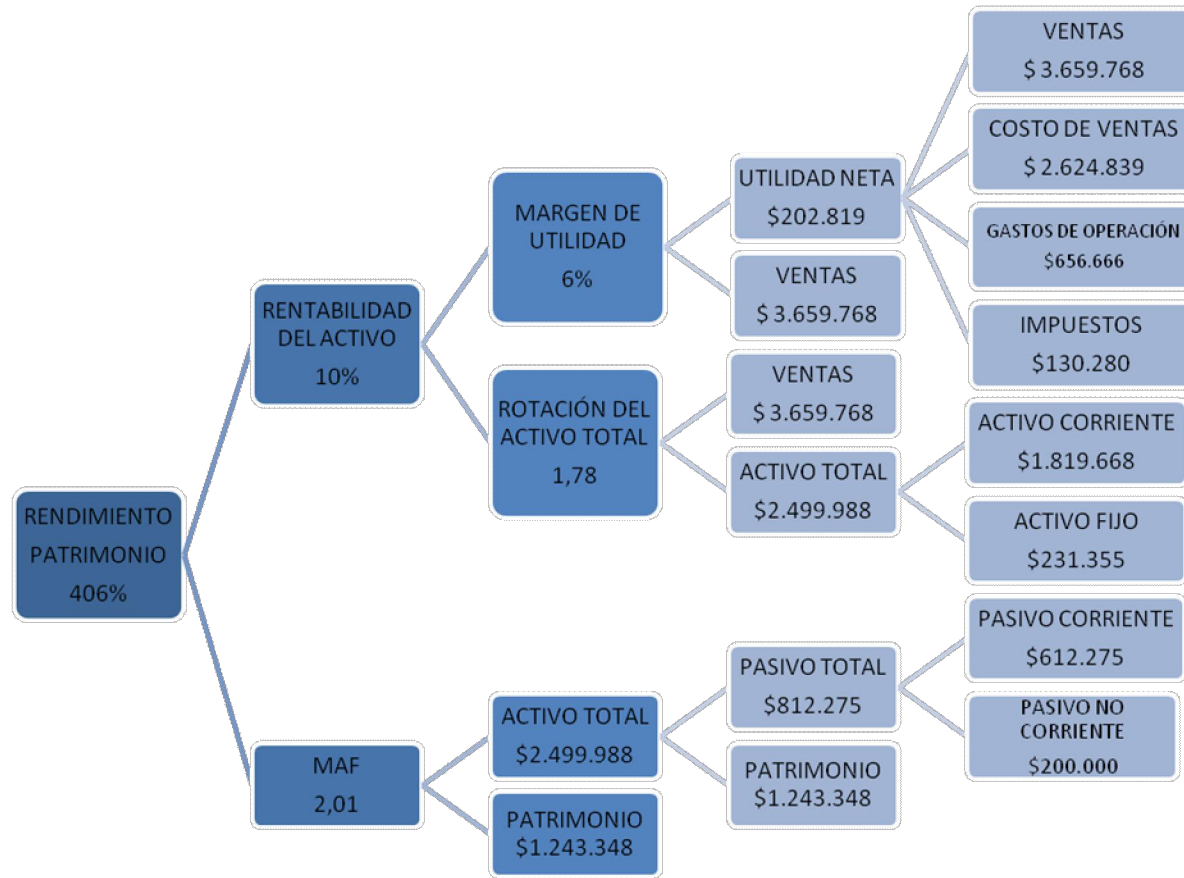 RENDIMIENTO
PATRIMONIO
406%
RENTABILIDAD
DEL ACTIVO
10%
MAF
2,01
MARGEN DE
UTILIDAD
6%
ROTACIÓN DEL
ACTIVO TOTAL
1,78
ACTIVO TOTAL
$2.499.988
PATRIMONIO
$1.243.348
UTILIDAD NETA
$202.819
VENTAS
$ 3.659.768
VENTAS
$ 3.659.768
ACTIVO TOTAL
$2.499.988
PASIVO TOTAL
$812.275
PATRIMONIO
$1.243.348
VENTAS
$ 3.659.768
COSTO DE VENTAS
$ 2.624.839
GASTOS DE OPERACIÓN
$656.666
IMPUESTOS
$130.280
ACTIVO CORRIENTE
$1.819.668
ACTIVO FIJO
$231.355
PASIVO CORRIENTE
$612.275
PASIVO NO
CORRIENTE
$200.000